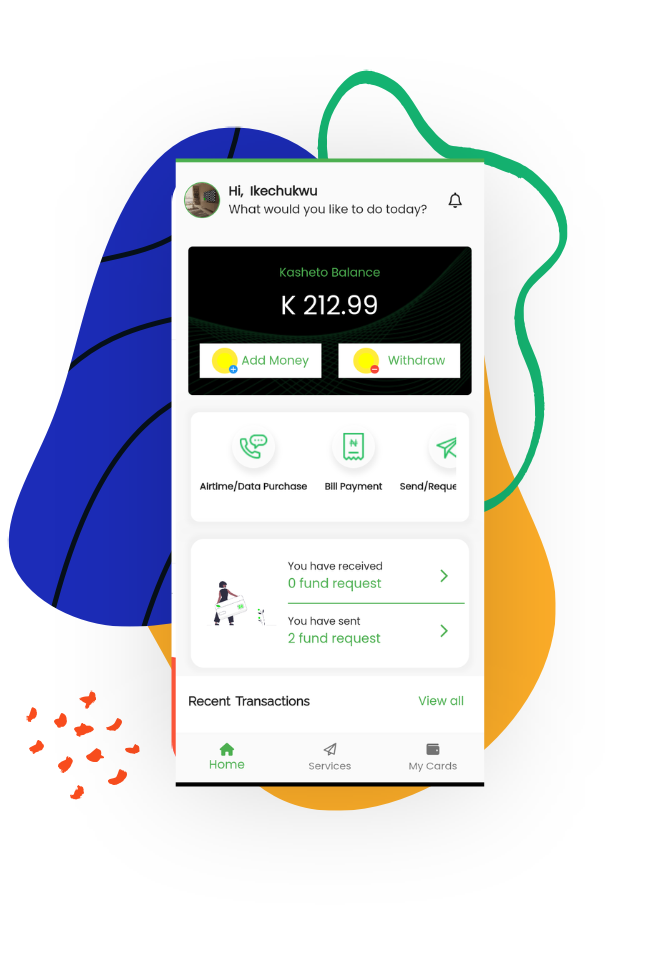 Hi, Ikechukwu
What would you like to do today?
Kasheto Balance
K 212.99
Add Money
Withdraw
Airtime/Data Purchase
Bill Payment
Send/Reque
You have received
0 fund request
You have sent
2 fund request
Recent Transactions
View all
Home
Services
My Cards